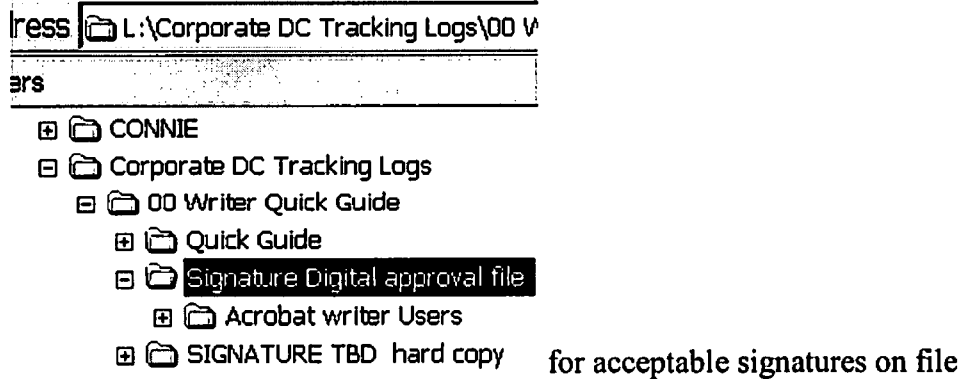 ress L:\Corporate DC Tracking Logs\00 W
ers
CONNIE
Corporate DC Tracking Logs
00 Writer Quick Guide
Quick Guide
Signature Digital approval file
Acrobat writer Users
SIGNATURE TBD hard copy for acceptable signatures on file